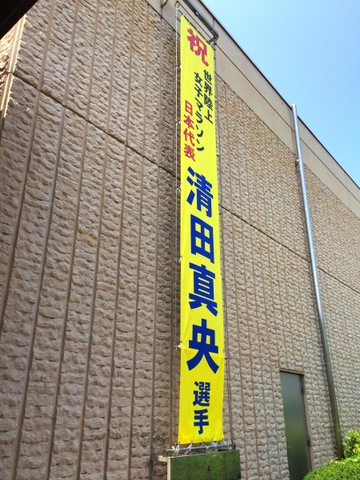 祝
世界陸上
女子マラソン
日本代表
清田真央
選手